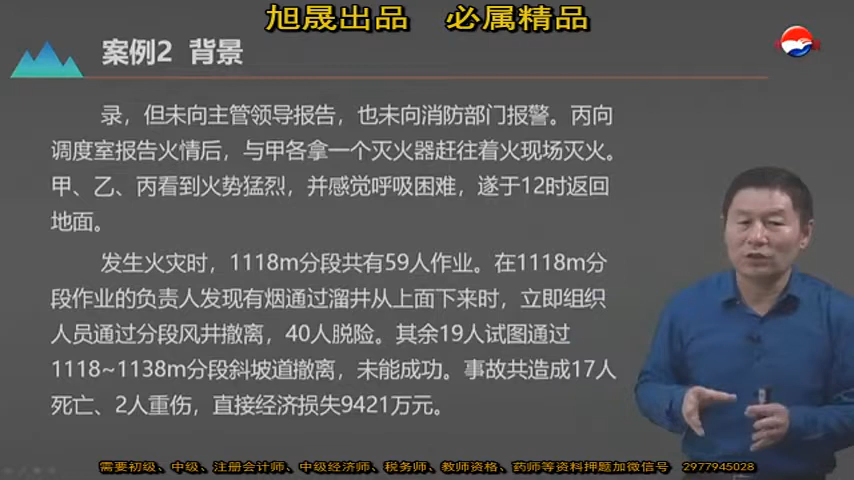 旭晟出品 必属精品
案例2 背景
录，但未向主管领导报告，也未向消防部门报警。丙向
调度室报告火情后，与甲各拿一个灭火器赶往着火现场灭火。
甲、乙、丙看到火势猛烈，并感觉呼吸困难，遂于12时返回
地面。
发生火灾时，1118m分段共有59人作业。在1118m分
段作业的负责人发现有烟通过溜井从上面下来时，立即组织
人员通过分段风井撤离，40人脱险。其余19人试图通过
1118~1138m分段斜坡道撤离，未能成功。事故共造成17人
死亡、2人重伤，直接经济损失9421万元。
需要初级、中级、注册会计师、中级经济师、税务师、教师资格、药师等资料押题加微信号 2977945028